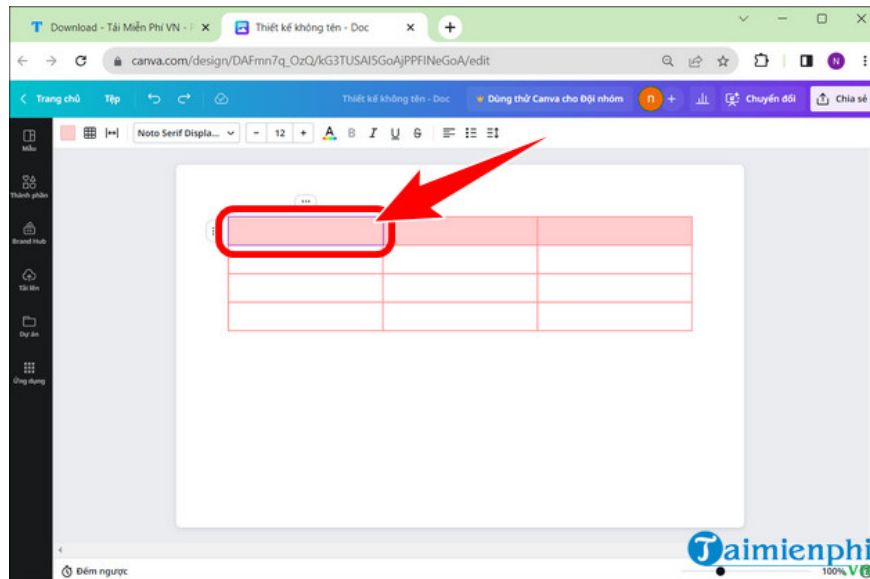 Download - Tải Miễn Phí VN -
Thiết kế không tên - Doc
canva.com/design/DAFmn7q_OzQ/kG3TUSAI5GoAjPPFINeGoA/edit
N
Trang chủ Tệp Thiết kế không tên - Doc Dùng thử Canva cho Đội nhóm n + Chuyển đổi Chia sẻ
Noto Serif Displa... - 12 + A B I U S
Mẫu
Thành phần
Brand Hub
Tải lên
Dự án
Ứng dụng
Taimienphi
Đếm ngược
100%